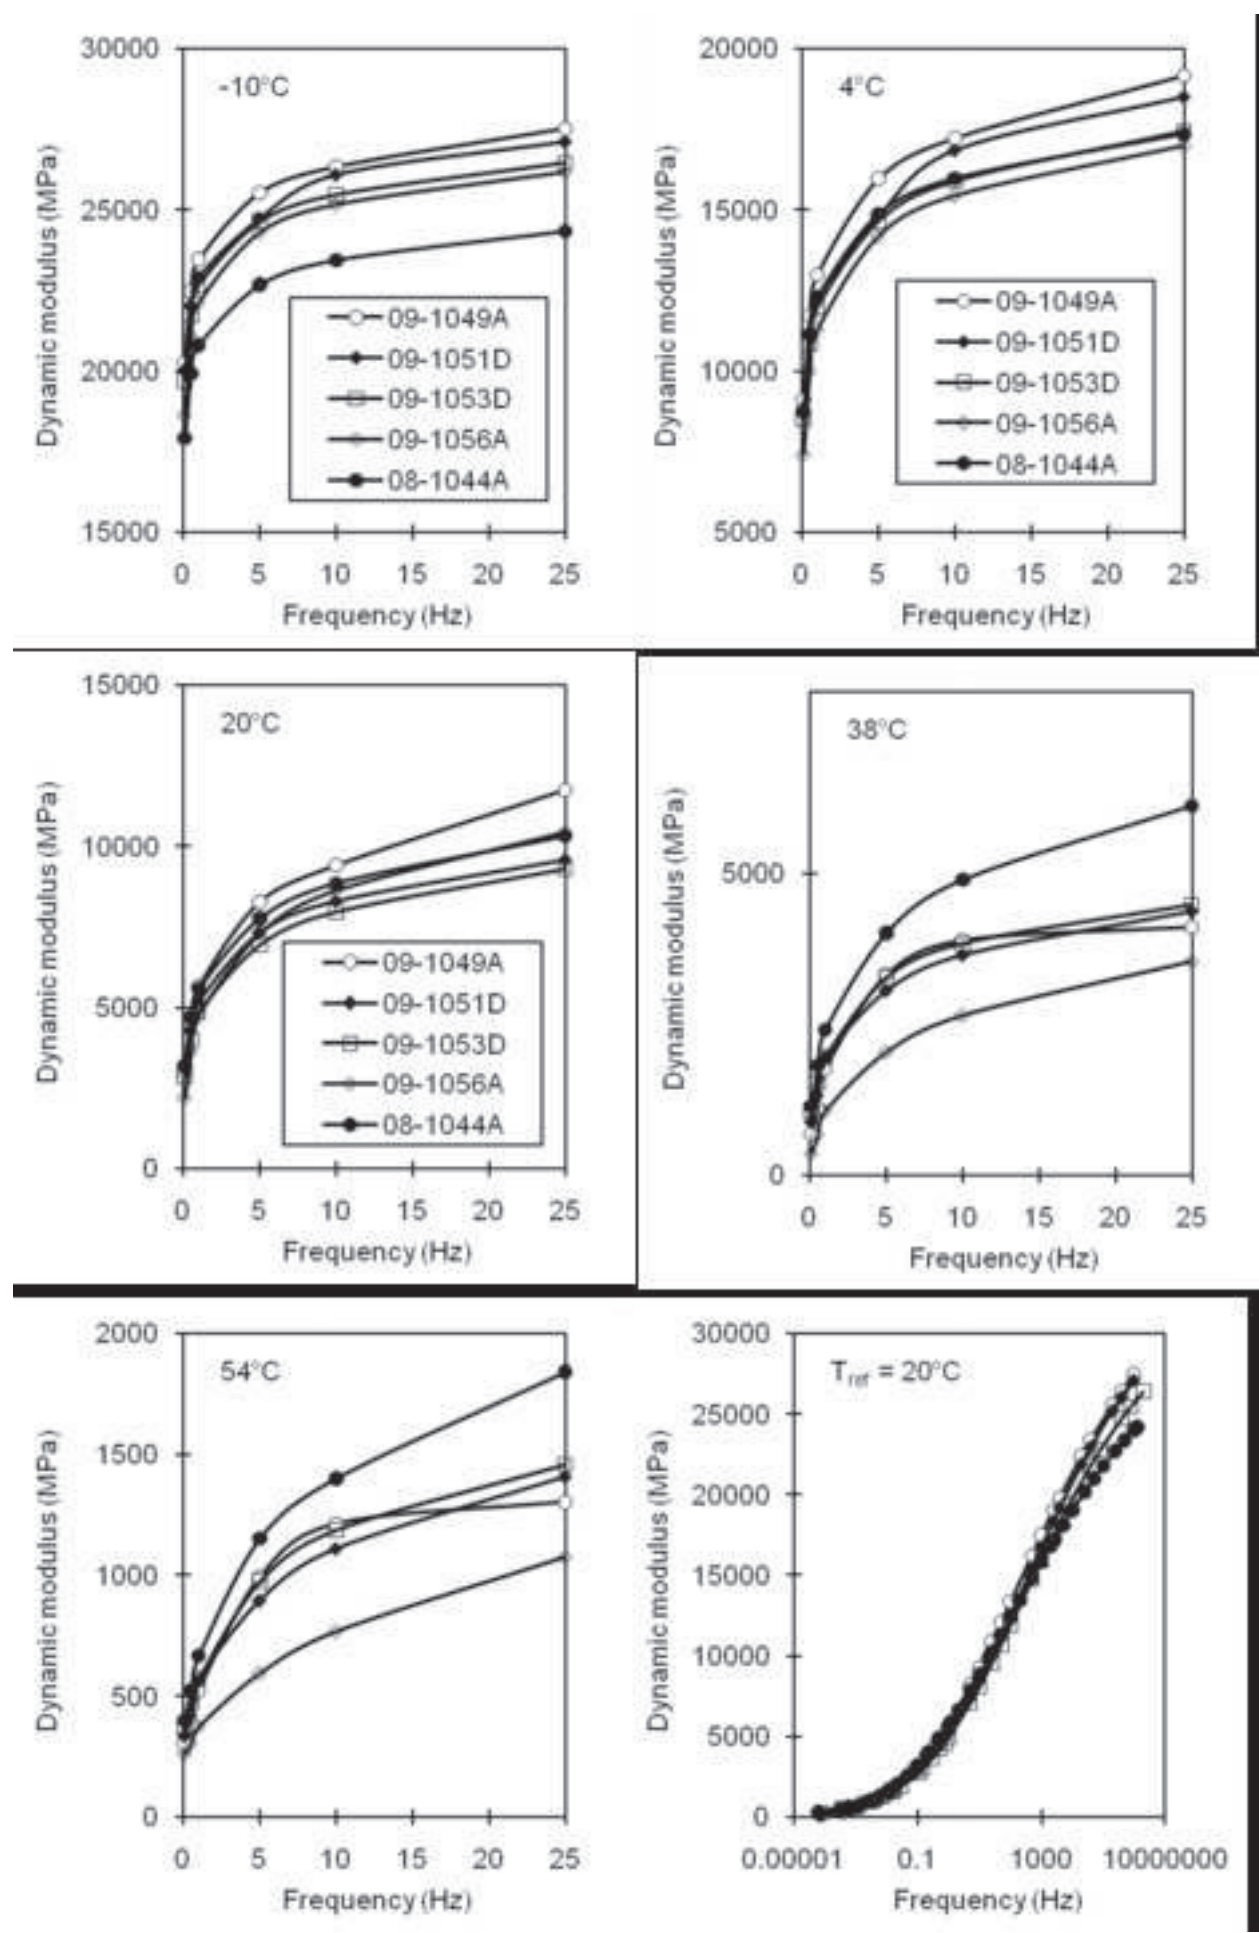 30000
25000
20000
15000
Dynamic modulus (MPa)
-10°C
09-1049A
09-1051D
09-1053D
09-1056A
08-1044A
0 5 10 15 20 25
Frequency (Hz)
20000
15000
10000
5000
Dynamic modulus (MPa)
4°C
09-1049A
09-1051D
09-1053D
09-1056A
08-1044A
0 5 10 15 20 25
Frequency (Hz)
15000
10000
5000
0
Dynamic modulus (MPa)
20°C
09-1049A
09-1051D
09-1053D
09-1056A
08-1044A
0 5 10 15 20 25
Frequency (Hz)
5000
0
Dynamic modulus (MPa)
38°C
0 5 10 15 20 25
Frequency (Hz)
2000
1500
1000
500
0
Dynamic modulus (MPa)
54°C
0 5 10 15 20 25
Frequency (Hz)
30000
25000
20000
15000
10000
5000
0
Dynamic modulus (MPa)
Tref = 20°C
0.00001 0.1 1000 10000000
Frequency (Hz)